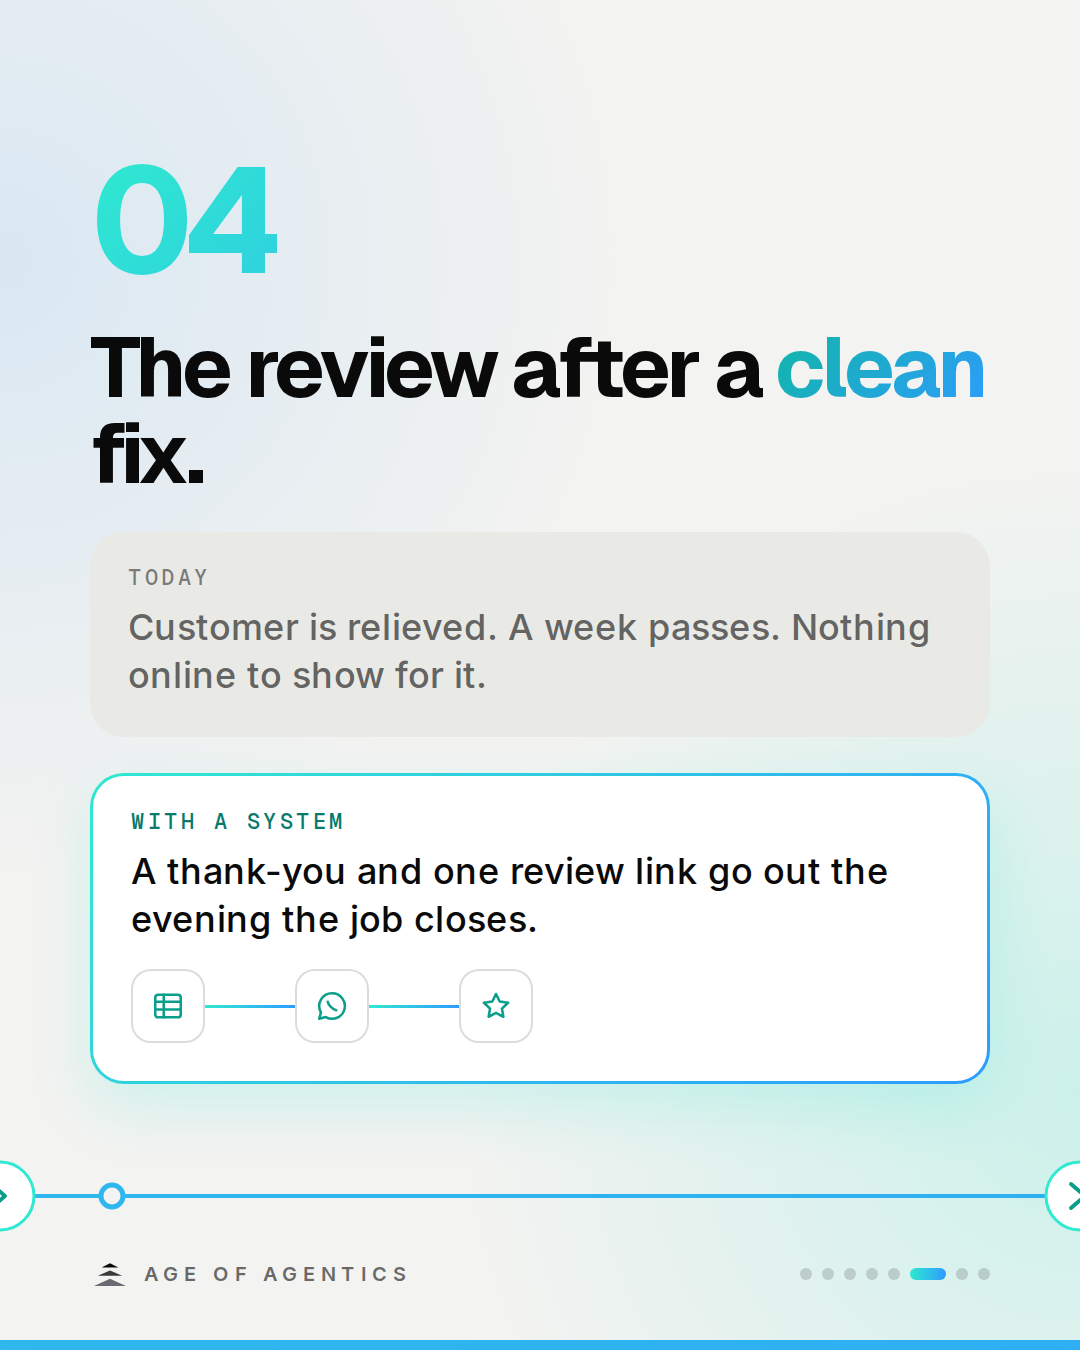 04
The review after a clean
fix.
TODAY
Customer is relieved. A week passes. Nothing
online to show for it.
WITH A SYSTEM
A thank-you and one review link go out the
evening the job closes.
AGE OF AGENTICS